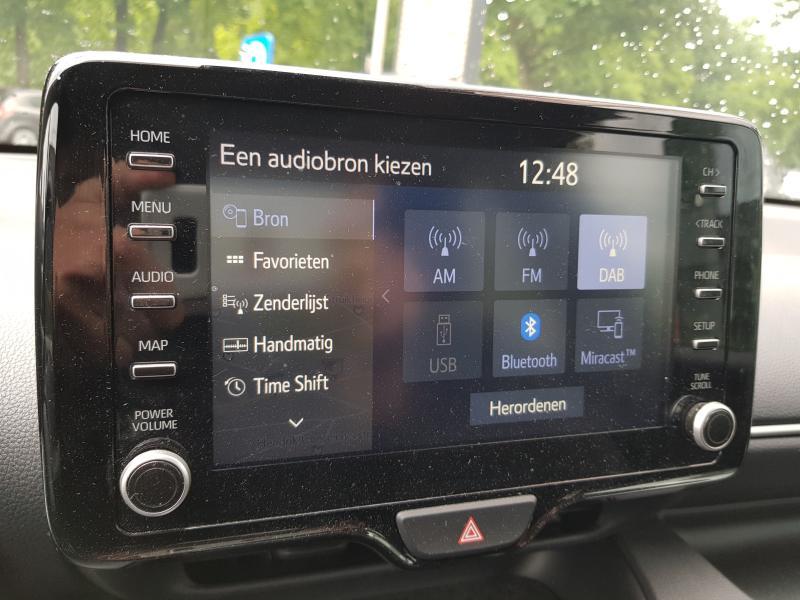 HOME
MENU
AUDIO
MAP
POWER
VOLUME
Een audiobron kiezen
12:48
Bron
Favorieten
Zenderlijst
Handmatig
Time Shift
AM
FM
DAB
USB
Bluetooth
Miracast™
Herordenen
CH >
< TRACK
PHONE
SETUP
TUNE
SCROLL